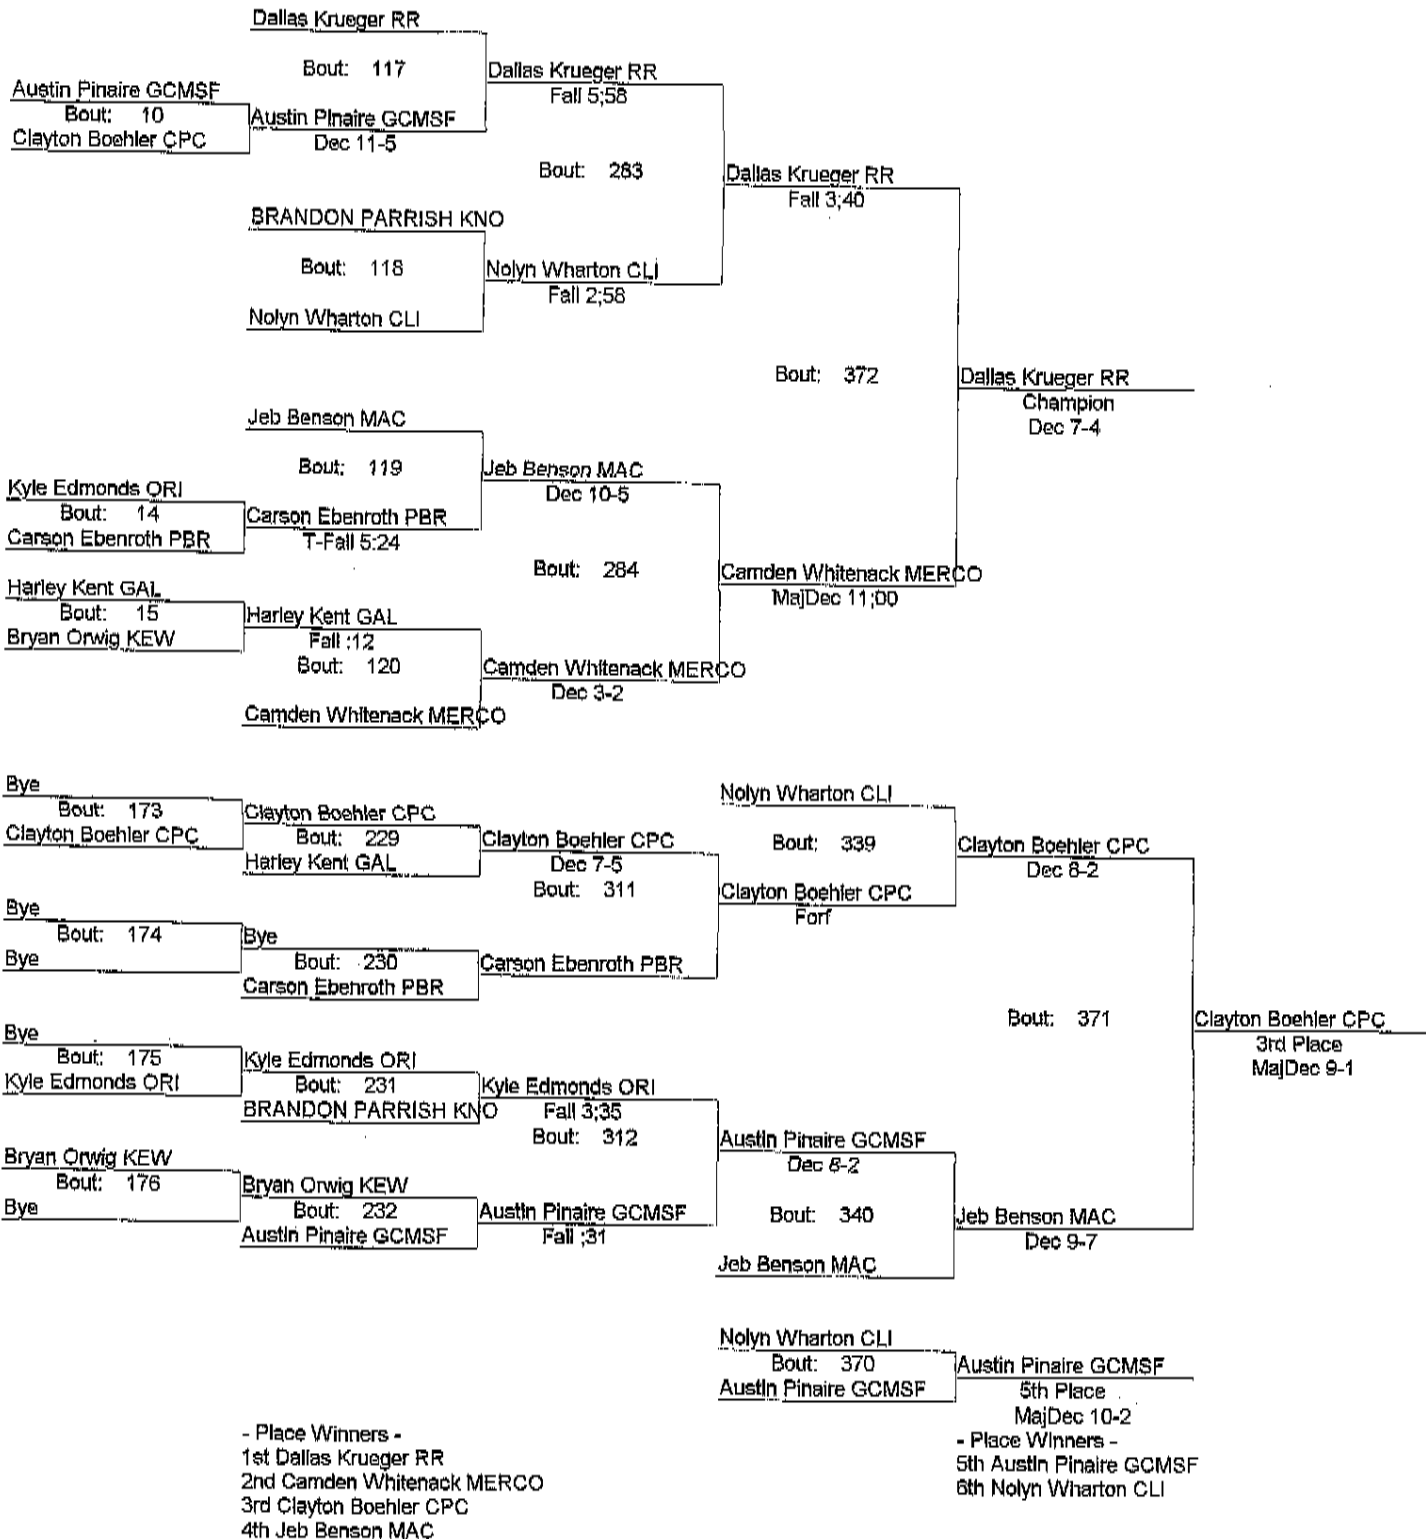 Dallas Krueger RR
Bout: 117
Austin Pinaire GCMSF
Bout: 10
Clayton Boehler CPC
Austin Pinaire GCMSF
Dec 11-5
Dallas Krueger RR
Fall 5;58
Bout: 283
BRANDON PARRISH KNO
Bout: 118
Nolyn Wharton CLI
Nolyn Wharton CLI
Fall 2;58
Dallas Krueger RR
Fall 3;40
Bout: 372
Dallas Krueger RR
Champion
Dec 7-4
Jeb Benson MAC
Bout: 119
Kyle Edmonds ORI
Bout: 14
Carson Ebenroth PBR
Carson Ebenroth PBR
T-Fall 5:24
Jeb Benson MAC
Dec 10-5
Bout: 284
Harley Kent GAL
Bout: 15
Bryan Orwig KEW
Harley Kent GAL
Fall :12
Bout: 120
Camden Whitenack MERCO
Camden Whitenack MERCO
Dec 3-2
Camden Whitenack MERCO
MajDec 11;00
Bye
Bout: 173
Clayton Boehler CPC
Clayton Boehler CPC
Bout: 229
Harley Kent GAL
Clayton Boehler CPC
Dec 7-5
Bout: 311
Bye
Bout: 174
Bye
Bye
Bout: 230
Carson Ebenroth PBR
Carson Ebenroth PBR
Nolyn Wharton CLI
Bout: 339
Clayton Boehler CPC
Forf
Clayton Boehler CPC
Dec 8-2
Bye
Bout: 175
Kyle Edmonds ORI
Kyle Edmonds ORI
Bout: 231
BRANDON PARRISH KNO
Kyle Edmonds ORI
Fall 3;35
Bout: 312
Bryan Orwig KEW
Bout: 176
Bye
Bryan Orwig KEW
Bout: 232
Austin Pinaire GCMSF
Austin Pinaire GCMSF
Fall ;31
Austin Pinaire GCMSF
Dec 8-2
Bout: 340
Jeb Benson MAC
Jeb Benson MAC
Dec 9-7
Bout: 371
Clayton Boehler CPC
3rd Place
MajDec 9-1
Nolyn Wharton CLI
Bout: 370
Austin Pinaire GCMSF
Austin Pinaire GCMSF
5th Place
MajDec 10-2
- Place Winners -
1st Dallas Krueger RR
2nd Camden Whitenack MERCO
3rd Clayton Boehler CPC
4th Jeb Benson MAC
- Place Winners -
5th Austin Pinaire GCMSF
6th Nolyn Wharton CLI